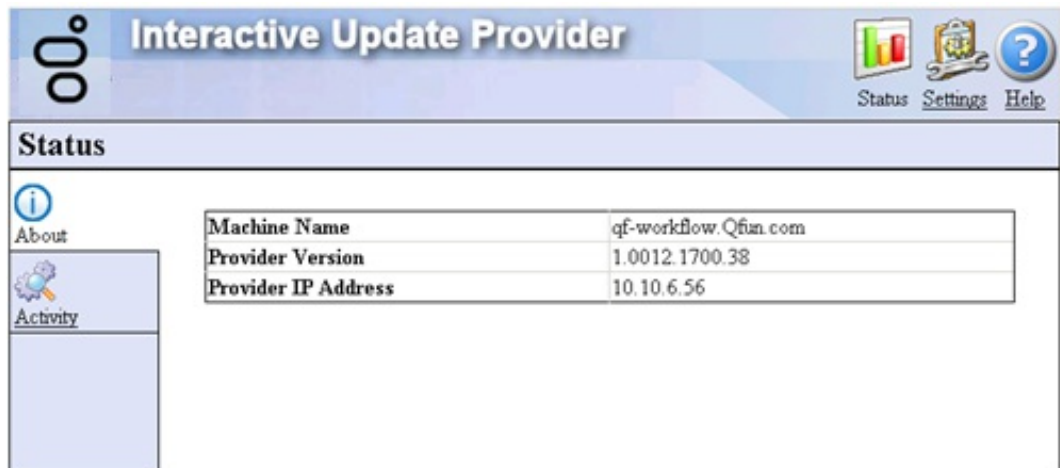 Interactive Update Provider
Status Settings Help
Status
About
Machine Name qf-workflow.Qfun.com
Provider Version 1.0012.1700.38
Provider IP Address 10.10.6.56
Activity